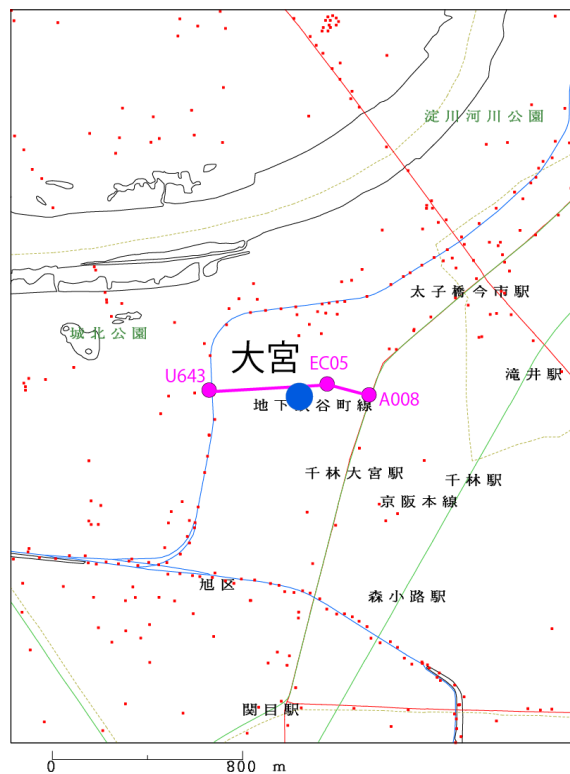 淀川河川公園
太子橋今市駅
城北公園
大宮
EC05
U643
滝井駅
A008
地下 谷町線
千林大宮駅
千林駅
京阪本線
旭区
森小路駅
関目駅
0 800 m